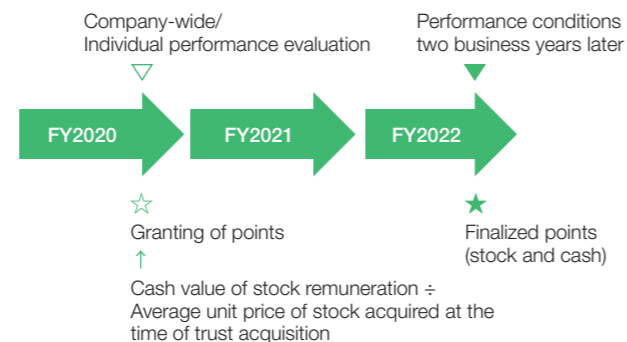 Company-wide/
Individual performance evaluation
Performance conditions
two business years later
FY2020
FY2021
FY2022
Granting of points
Finalized points
(stock and cash)
Cash value of stock remuneration ÷
Average unit price of stock acquired at the
time of trust acquisition